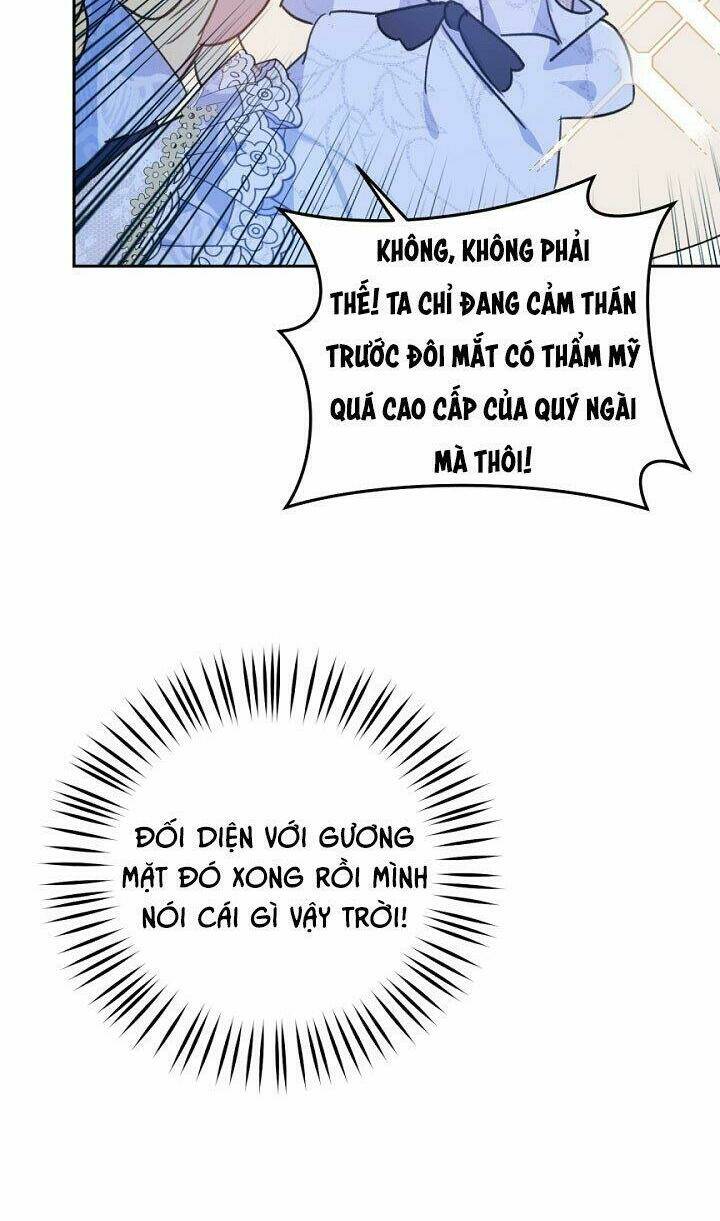 KHÔNG, KHÔNG PHẢI
THẾ! TA CHỈ ĐANG CẢM THÁN
TRƯỚC ĐÔI MẮT CÓ THẨM MỸ
QUÁ CAO CẤP CỦA QUÝ NGÀI
MÀ THÔI!
ĐỐI DIỆN VỚI GƯƠNG
MẶT ĐÓ XONG RỒI MÌNH
NÓI CÁI GÌ VẬY TRỜI!